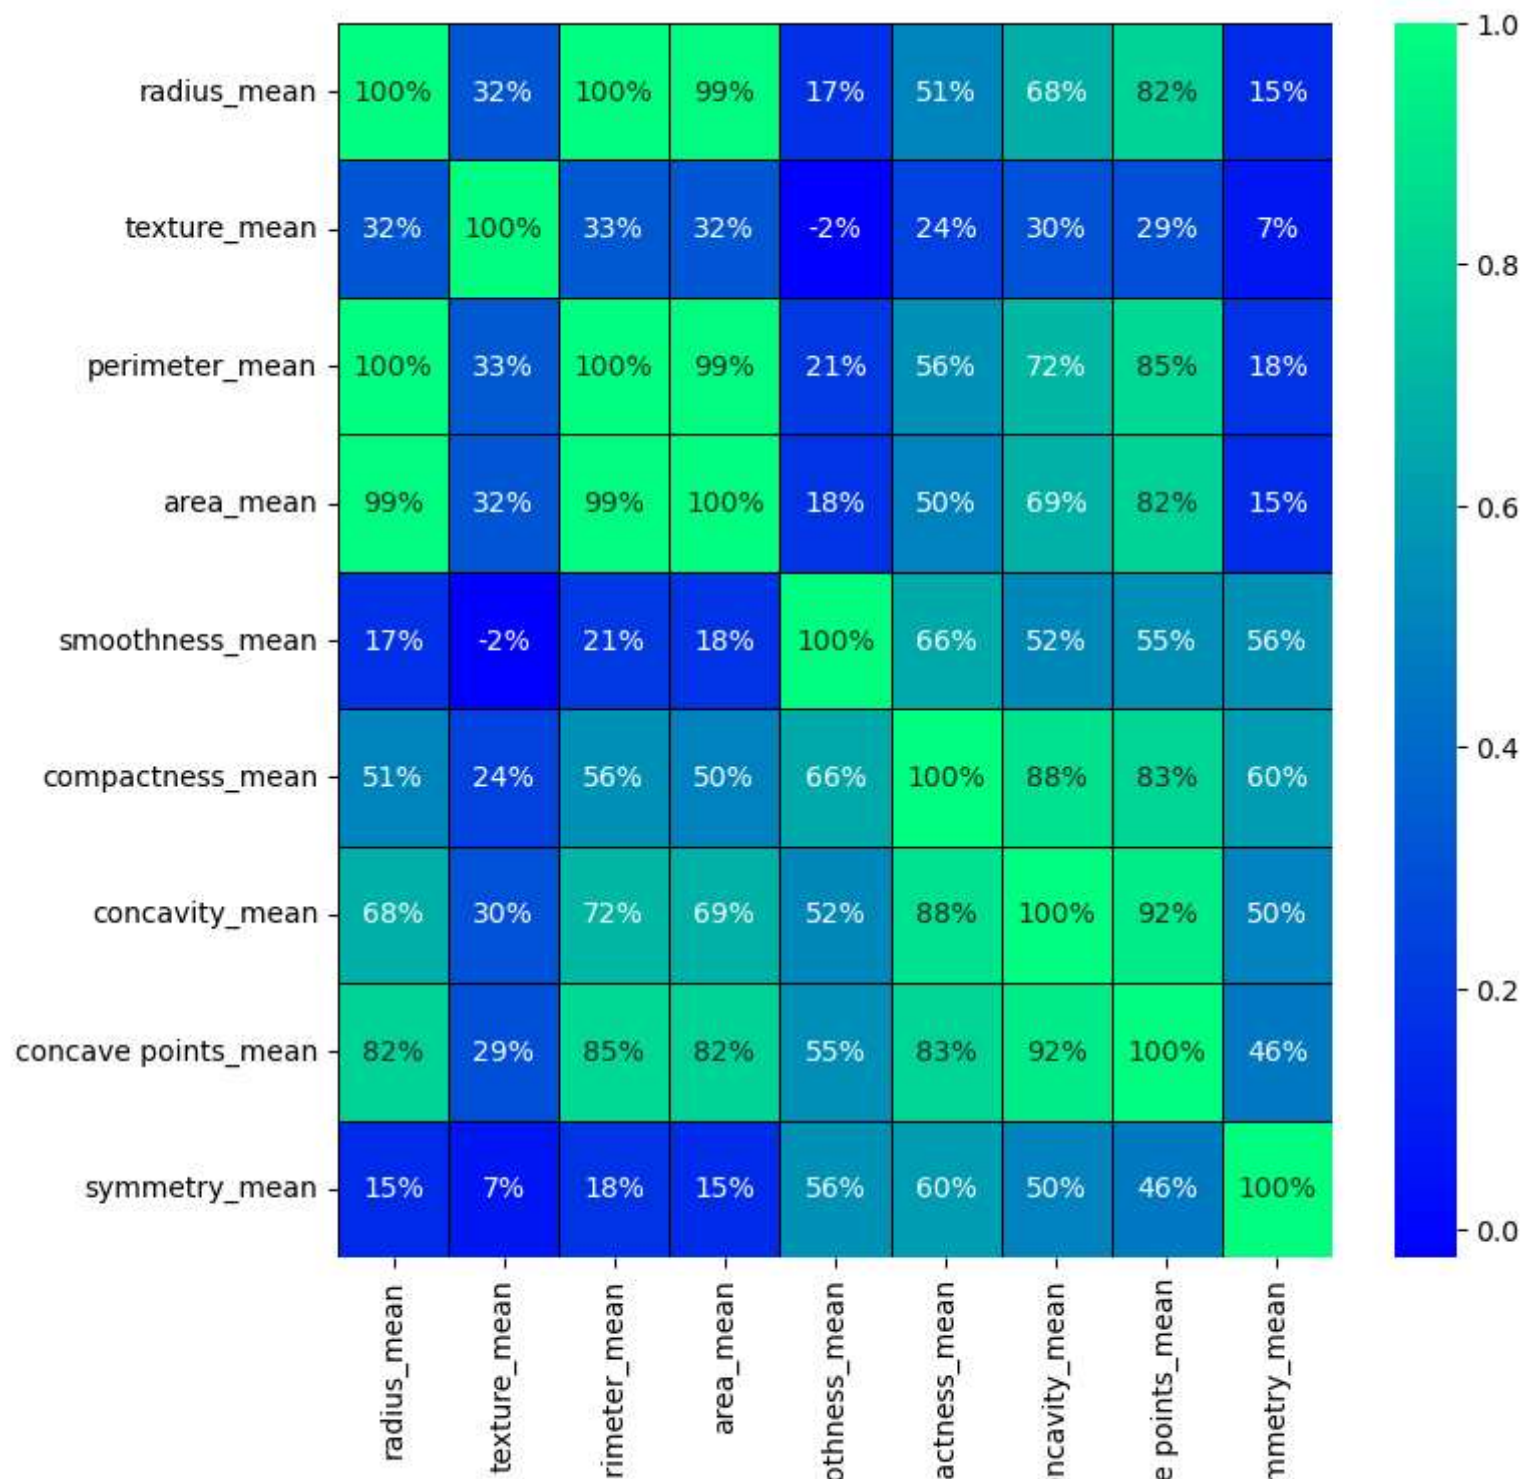 1.0
radius_mean 100% 32% 100% 99% 17% 51% 68% 82% 15%
texture_mean 32% 100% 33% 32% -2% 24% 30% 29% 7%
0.8
perimeter_mean 100% 33% 100% 99% 21% 56% 72% 85% 18%
area_mean 99% 32% 99% 100% 18% 50% 69% 82% 15%
0.6
smoothness_mean 17% -2% 21% 18% 100% 66% 52% 55% 56%
compactness_mean 51% 24% 56% 50% 66% 100% 88% 83% 60%
0.4
concavity_mean 68% 30% 72% 69% 52% 88% 100% 92% 50%
0.2
concave points_mean 82% 29% 85% 82% 55% 83% 92% 100% 46%
symmetry_mean 15% 7% 18% 15% 56% 60% 50% 46% 100%
0.0
radius_mean
texture_mean
rimeter_mean
area_mean
othness_mean
actness_mean
ncavity_mean
e points_mean
mmetry_mean